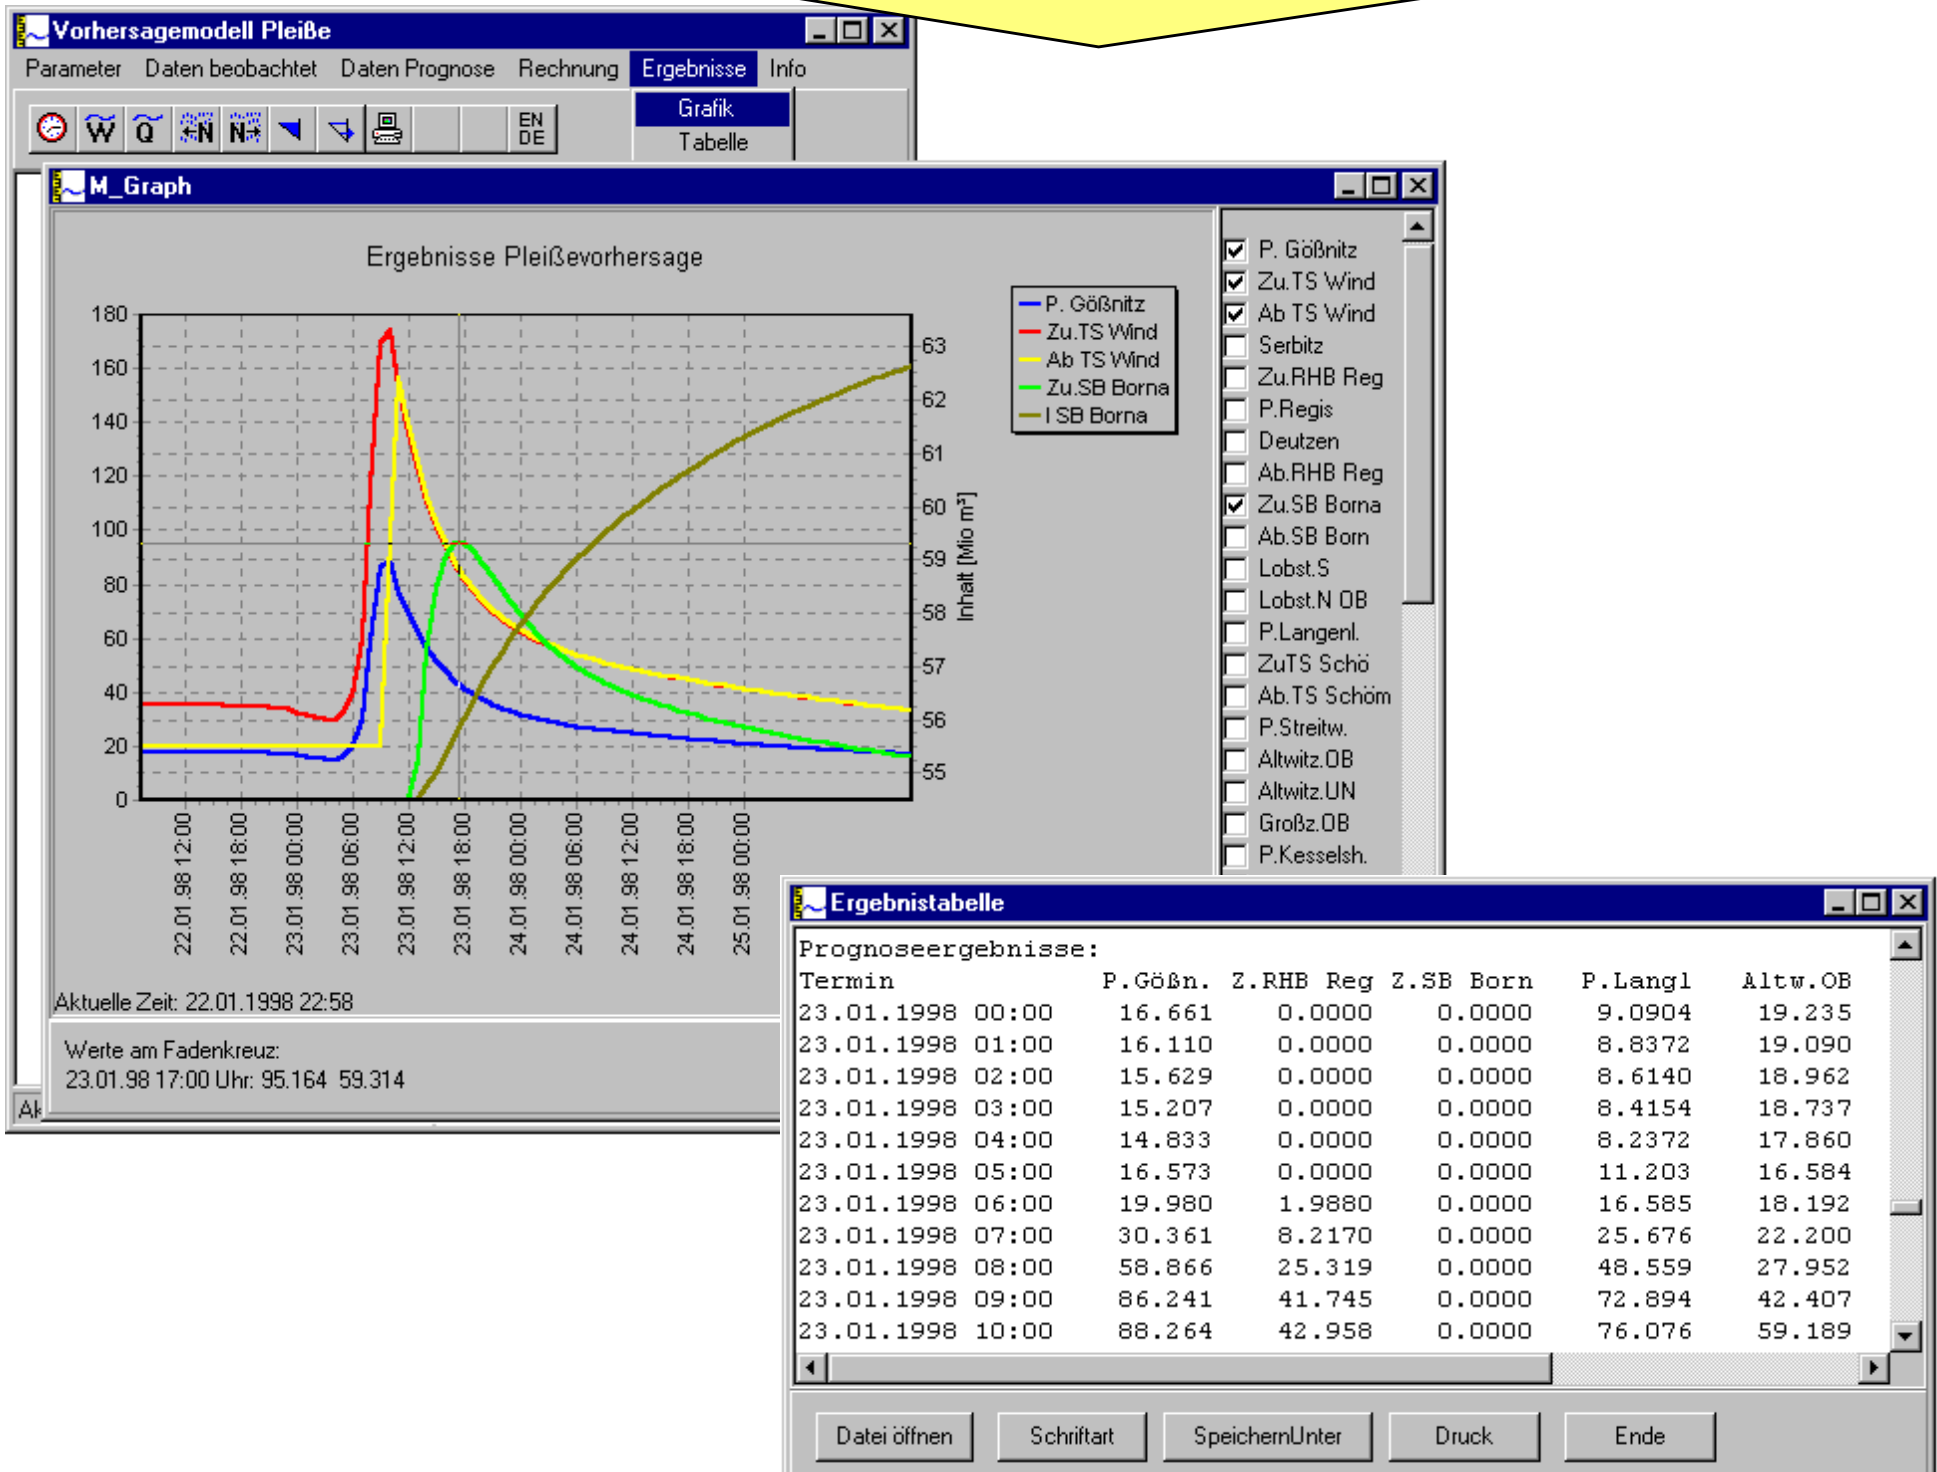 Vorhersagemodell Pleiße
Parameter Daten beobachtet Daten Prognose Rechnung Ergebnisse Info
Grafik
Tabelle
W Q N N EN DE
M_Graph
Ergebnisse Pleißevorhersage
180
160
140
120
100
80
60
40
20
0
63
62
61
60
59
58
57
56
55
Inhalt [Mio m³]
22.01.98 12:00
22.01.98 18:00
23.01.98 00:00
23.01.98 06:00
23.01.98 12:00
23.01.98 18:00
24.01.98 00:00
24.01.98 06:00
24.01.98 12:00
24.01.98 18:00
25.01.98 00:00
P. Gößnitz
Zu.TS Wind
Ab TS Wind
Zu.SB Borna
I SB Borna
P. Gößnitz
Zu.TS Wind
Ab TS Wind
Serbitz
Zu.RHB Reg
P.Regis
Deutzen
Ab.RHB Reg
Zu.SB Borna
Ab.SB Born
Lobst.S
Lobst.N OB
P.Langenl.
ZuTS Schö
Ab.TS Schöm
P.Streitw.
Altwitz.OB
Altwitz.UN
Großz.OB
P.Kesselsh.
Aktuelle Zeit: 22.01.1998 22:58
Werte am Fadenkreuz:
23.01.98 17:00 Uhr: 95.164 59.314
Ak
Ergebnistabelle
Prognoseergebnisse:
Termin P.Gößn. Z.RHB Reg Z.SB Born P.Langl Altw.OB
23.01.1998 00:00 16.661 0.0000 0.0000 9.0904 19.235
23.01.1998 01:00 16.110 0.0000 0.0000 8.8372 19.090
23.01.1998 02:00 15.629 0.0000 0.0000 8.6140 18.962
23.01.1998 03:00 15.207 0.0000 0.0000 8.4154 18.737
23.01.1998 04:00 14.833 0.0000 0.0000 8.2372 17.860
23.01.1998 05:00 16.573 0.0000 0.0000 11.203 16.584
23.01.1998 06:00 19.980 1.9880 0.0000 16.585 18.192
23.01.1998 07:00 30.361 8.2170 0.0000 25.676 22.200
23.01.1998 08:00 58.866 25.319 0.0000 48.559 27.952
23.01.1998 09:00 86.241 41.745 0.0000 72.894 42.407
23.01.1998 10:00 88.264 42.958 0.0000 76.076 59.189
Datei öffnen Schriftart SpeichernUnter Druck Ende